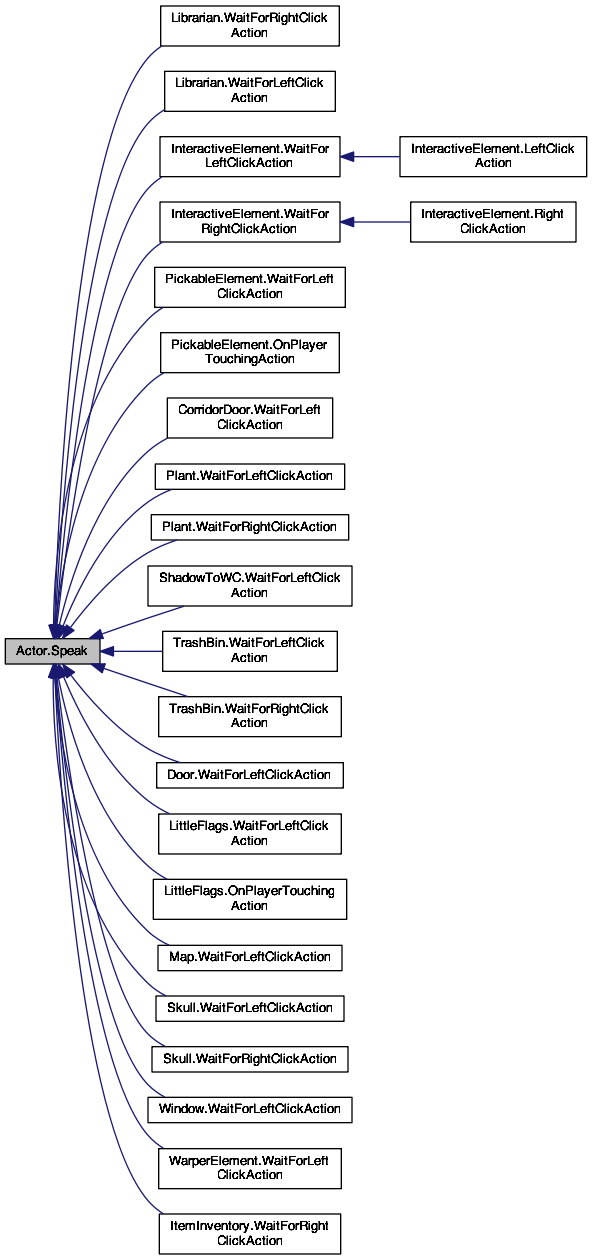 Librarian.WaitForRightClick
Action
Librarian.WaitForLeftClick
Action
InteractiveElement.WaitFor
LeftClickAction
InteractiveElement.LeftClick
Action
InteractiveElement.WaitFor
RightClickAction
InteractiveElement.Right
ClickAction
PickableElement.WaitForLeft
ClickAction
PickableElement.OnPlayer
TouchingAction
CorridorDoor.WaitForLeft
ClickAction
Plant.WaitForLeftClickAction
Plant.WaitForRightClickAction
ShadowToWC.WaitForLeftClick
Action
Actor.Speak
TrashBin.WaitForLeftClick
Action
TrashBin.WaitForRightClick
Action
Door.WaitForLeftClickAction
LittleFlags.WaitForLeftClick
Action
LittleFlags.OnPlayerTouching
Action
Map.WaitForLeftClickAction
Skull.WaitForLeftClickAction
Skull.WaitForRightClickAction
Window.WaitForLeftClickAction
WarperElement.WaitForLeft
ClickAction
ItemInventory.WaitForRight
ClickAction